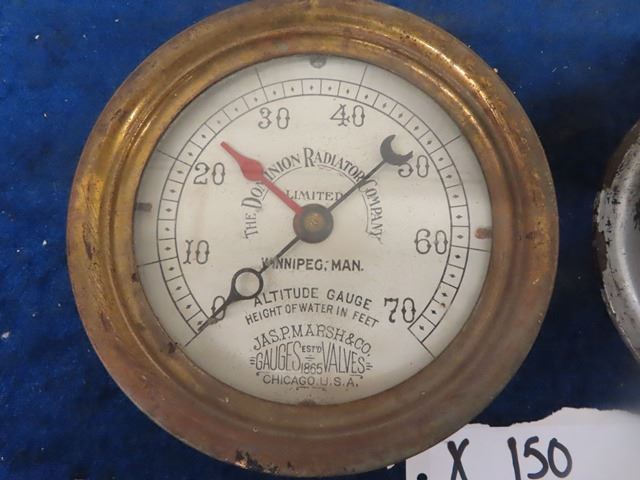 30 40
20 50
THE DOMINION RADIATOR COMPANY
LIMITED
10 60
WINNIPEG, MAN.
0 70
ALTITUDE GAUGE
HEIGHT OF WATER IN FEET
JAS. P. MARSH & CO.
GAUGES ESTD 1865 VALVES
CHICAGO, U.S.A.
X 150